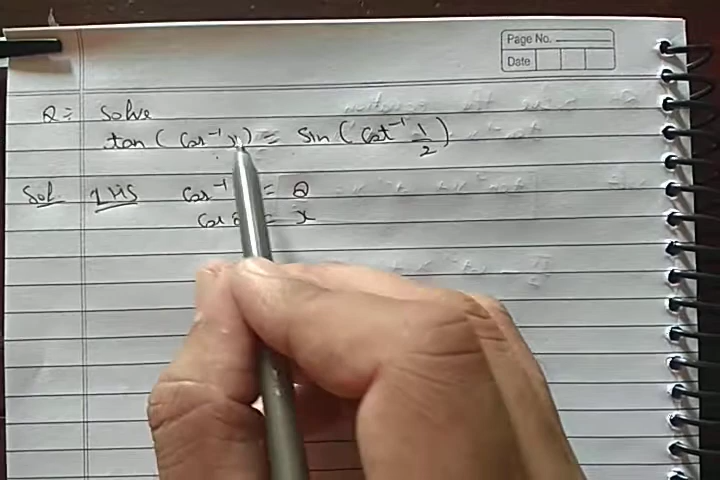 Page No.
Date
Q:- Solve
tan ( Cos⁻¹ x) = Sin ( Cot⁻¹ 1/2 )
Sol LHS Cos⁻¹ = θ
cos θ = x